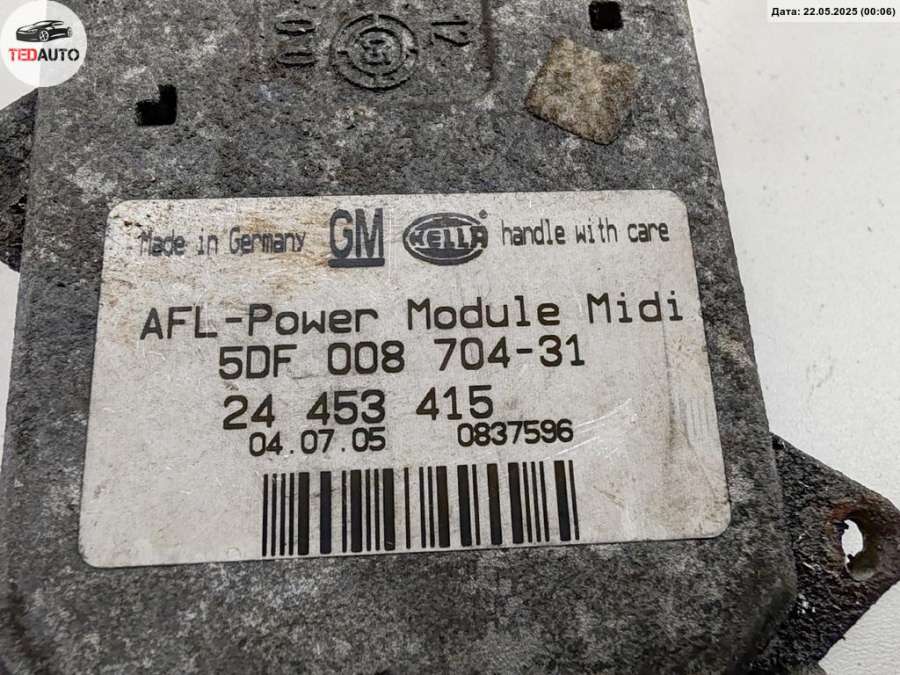 TEDAUTO
Дата: 22.05.2025 (00:06)
12
Made in Germany GM HELLA ® handle with care
AFL-Power Module Midi
5DF 008 704-31
24 453 415
04.07.05 0837596